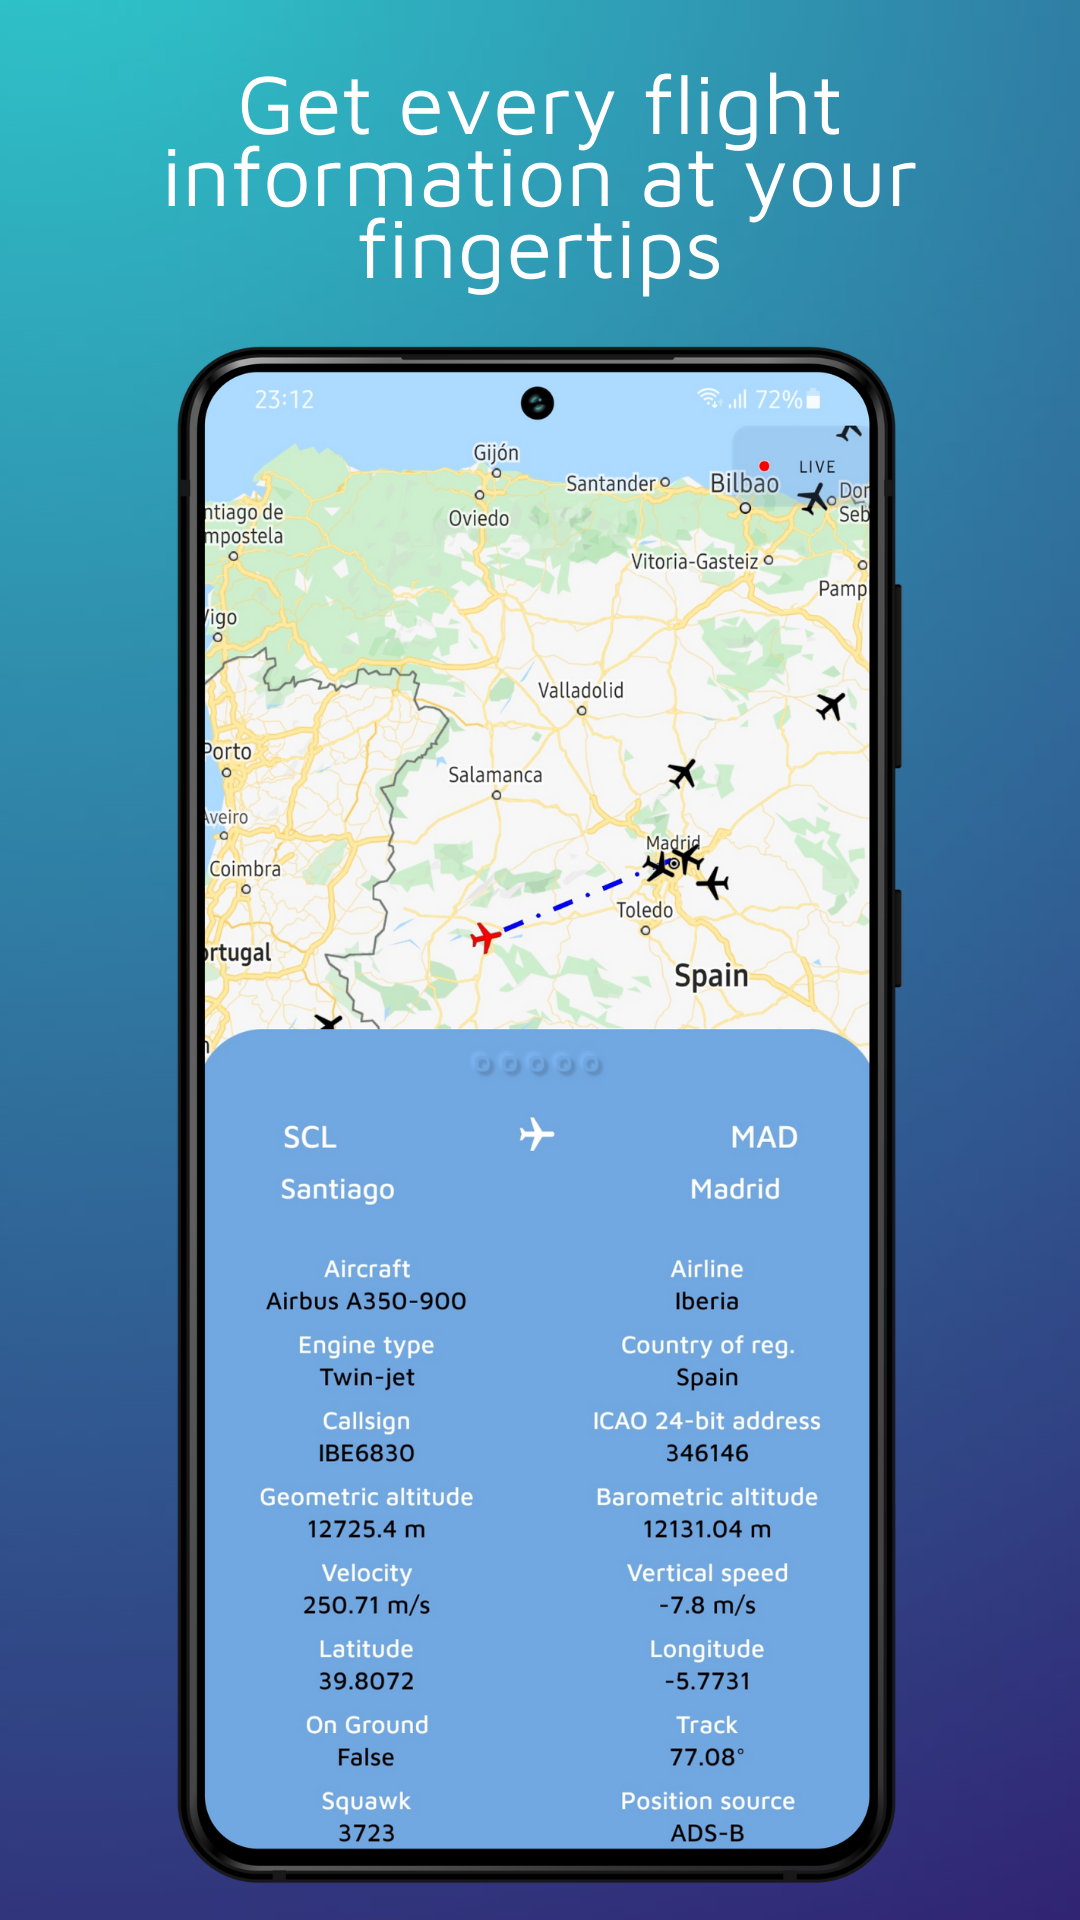 Get every flight
information at your
fingertips
23:12
72%
Gijón
LIVE
Santander
Bilbao
Don
Seb
ntiago de
mpostela
Oviedo
Vitoria-Gasteiz
Pamp
Vigo
Valladolid
Porto
Salamanca
Aveiro
Madrid
Coimbra
Toledo
ortugal
Spain
SCL
MAD
Santiago
Madrid
Aircraft
Airline
Airbus A350-900
Iberia
Engine type
Country of reg.
Twin-jet
Spain
Callsign
ICAO 24-bit address
IBE6830
346146
Geometric altitude
Barometric altitude
12725.4 m
12131.04 m
Velocity
Vertical speed
250.71 m/s
-7.8 m/s
Latitude
Longitude
39.8072
-5.7731
On Ground
Track
False
77.08°
Squawk
Position source
3723
ADS-B